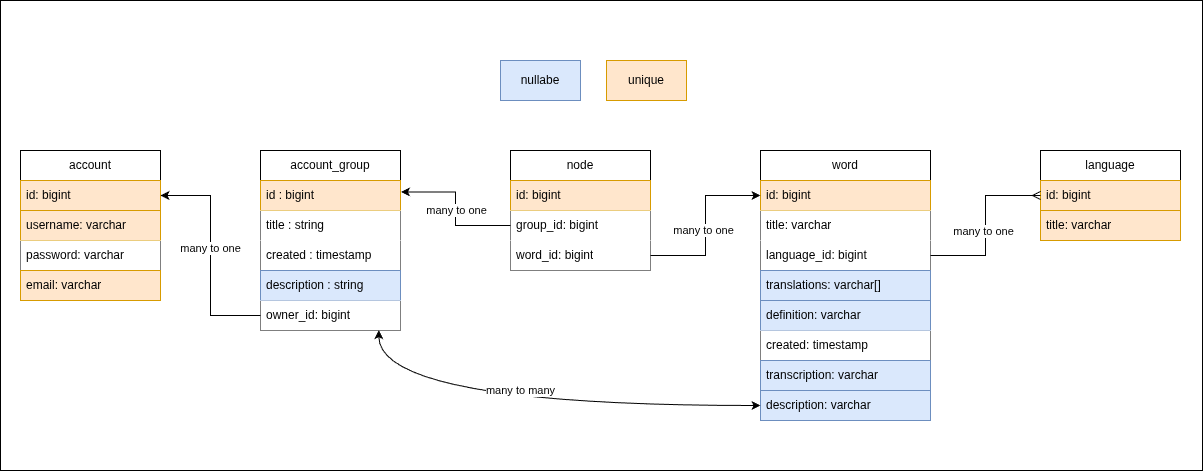 nullabe
unique
account
id: bigint
username: varchar
password: varchar
email: varchar
many to one
account_group
id : bigint
title : string
created : timestamp
description : string
owner_id: bigint
many to one
node
id: bigint
group_id: bigint
word_id: bigint
many to one
word
id: bigint
title: varchar
language_id: bigint
translations: varchar[]
definition: varchar
created: timestamp
transcription: varchar
description: varchar
many to one
language
id: bigint
title: varchar
many to many